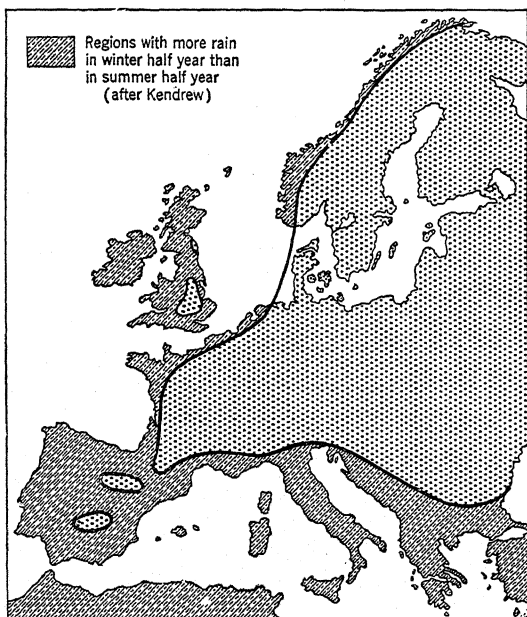 Regions with more rain
in winter half year than
in summer half year
(after Kendrew)